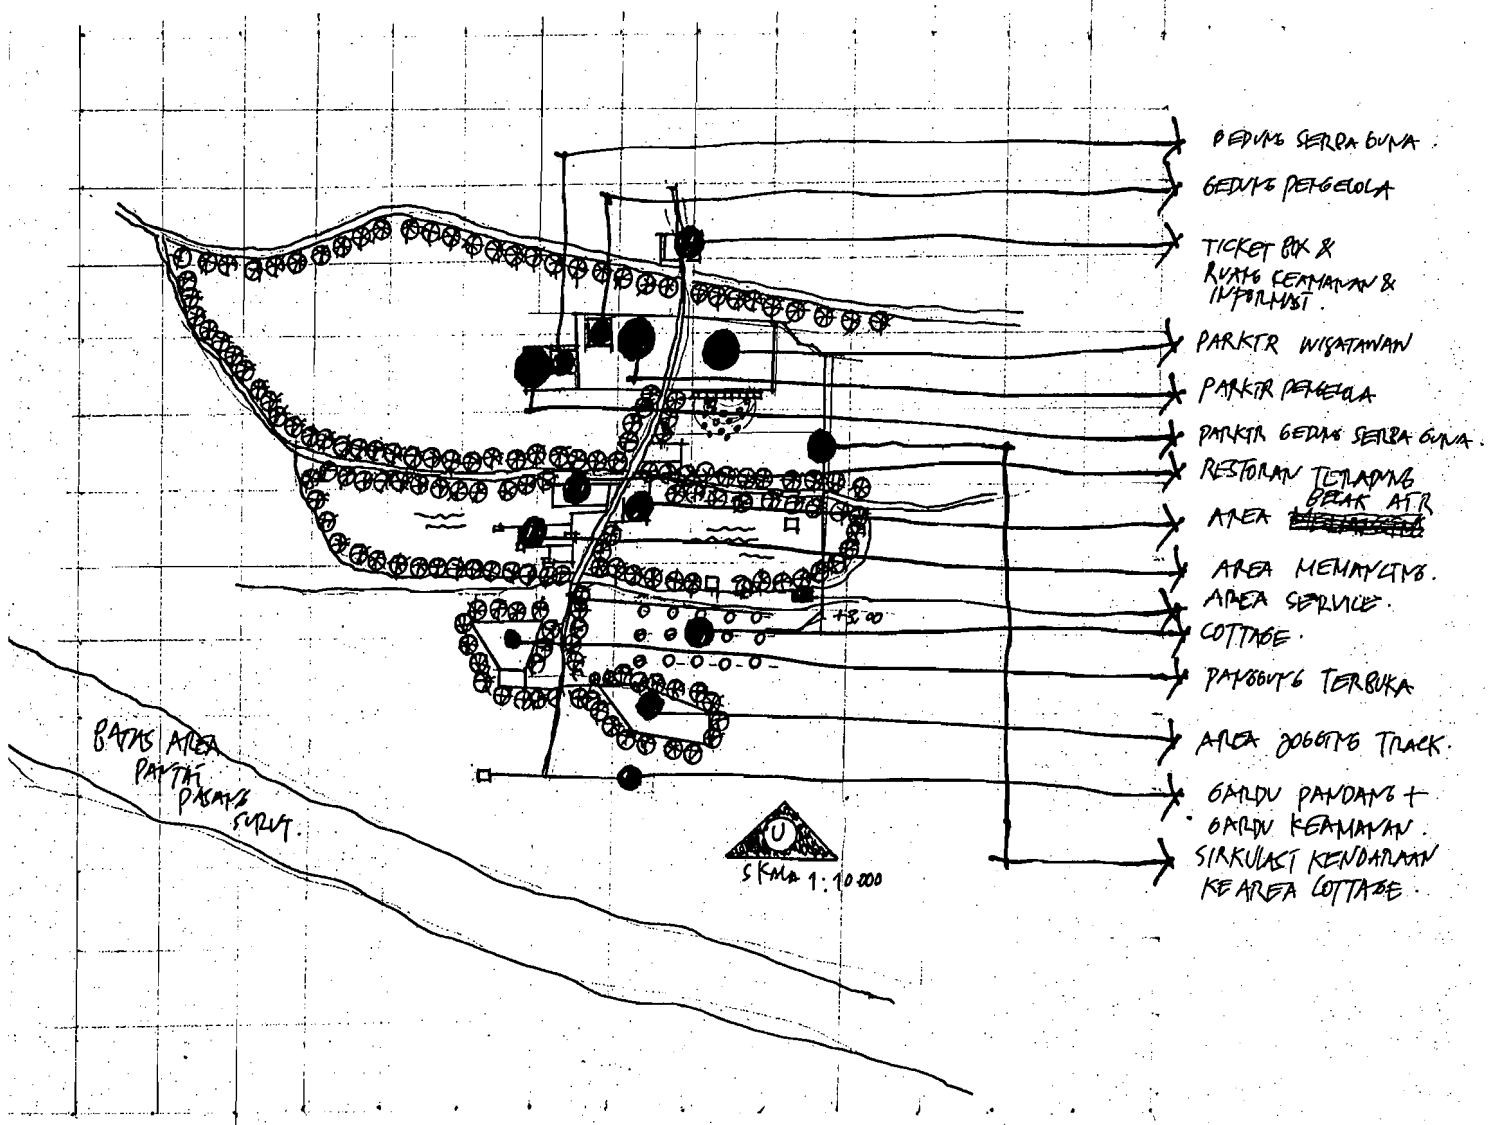 GEDUNG SERBA GUNA.
GEDUNG PENGELOLA
TICKET BOX &
RUANG KEAMANAN &
INFORMASI.
PARKIR WISATAWAN
PARKIR PENGELOLA
PARKIR GEDUNG SERBA GUNA.
RESTORAN TERAPUNG
AREA GELAK AIR
AREA MEMANCING.
AREA SERVICE.
COTTAGE.
PANGGUNG TERBUKA
AREA JOGGING TRACK.
GARDU PANDANG +
GARDU KEAMANAN.
SIRKULASI KENDARAAN
KE AREA COTTAGE.
+3,00
BATAS AREA
PANTAI
PASANG
SURUT.
U
SKALA 1:10.000